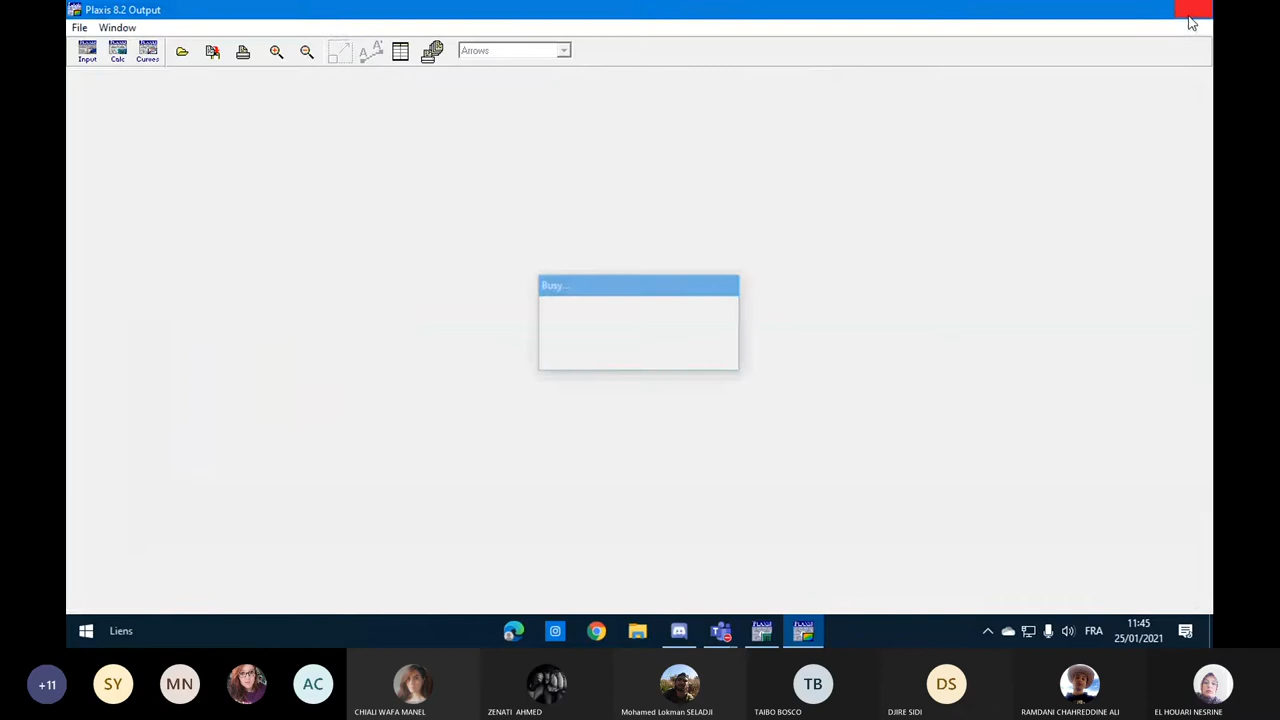 Plaxis 8.2 Output
File Window
Input Calc Curves Arrows
Busy...
Liens
FRA
11:45
25/01/2021
+11 SY MN AC TB DS
CHIALI WAFA MANEL ZENATI AHMED Mohamed Lokman SELADJI TAIBO BOSCO DJIRE SIDI RAMDANI CHAHREDDINE ALI EL HOUARI NESRINE